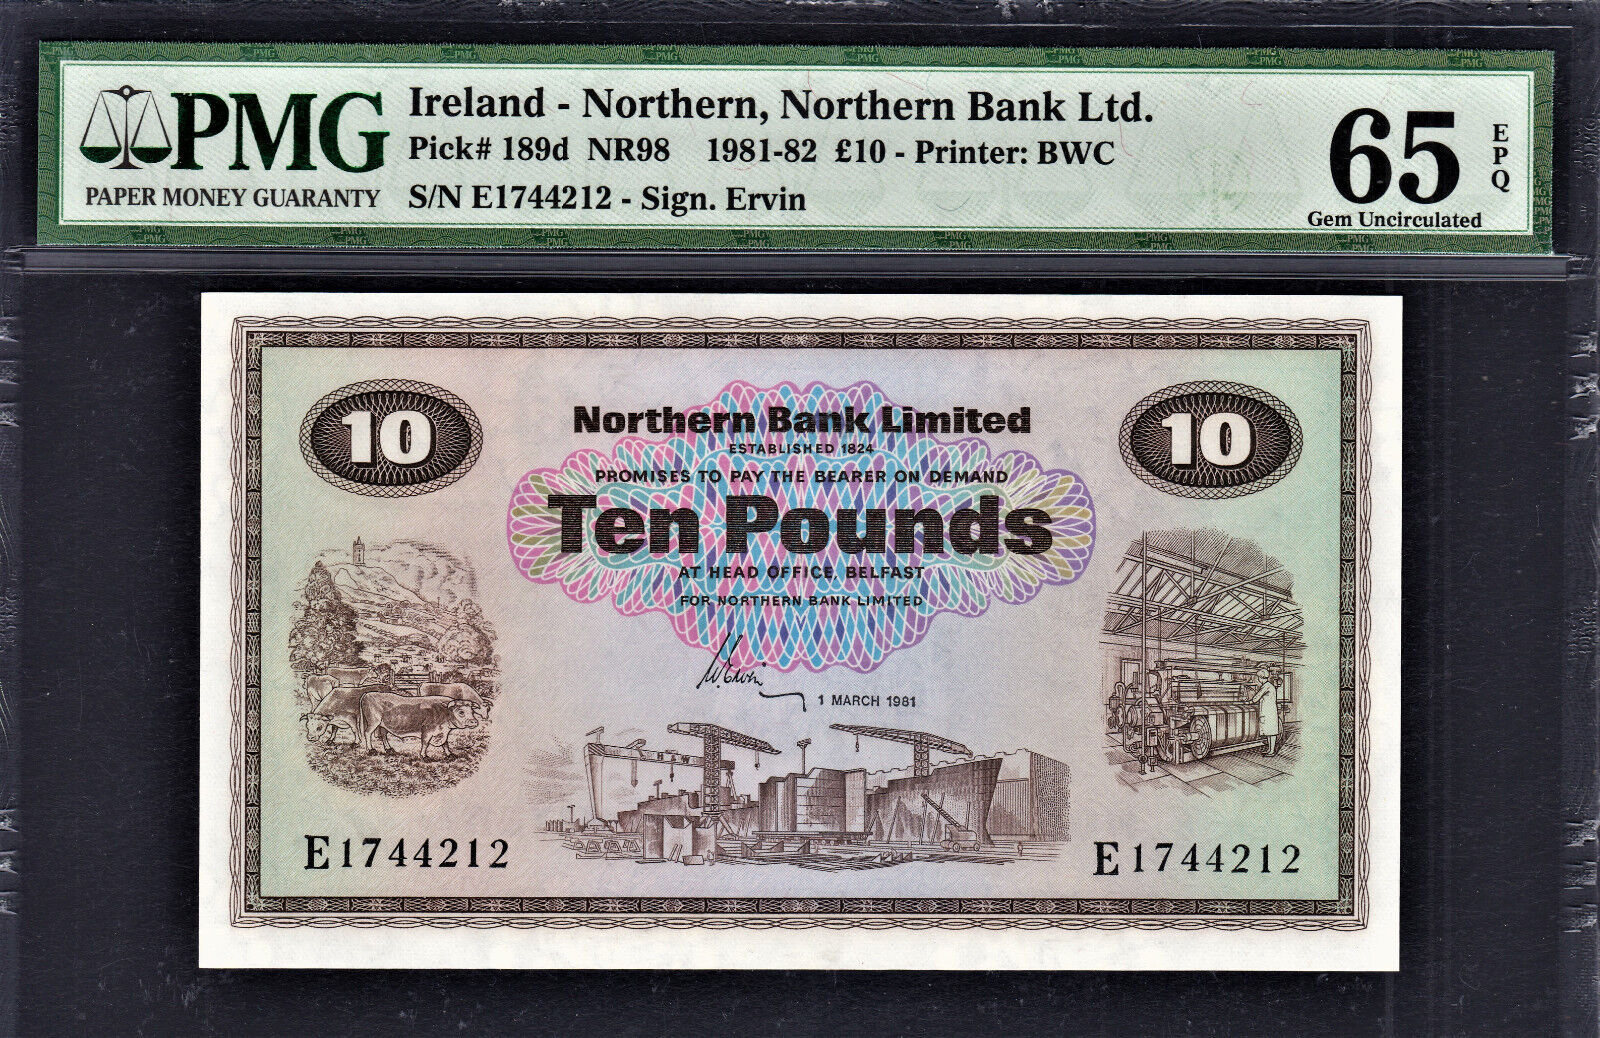 PMG
PAPER MONEY GUARANTY
Ireland - Northern, Northern Bank Ltd.
Pick# 189d NR98 1981-82 £10 - Printer: BWC
S/N E1744212 - Sign. Ervin
65 EPQ
Gem Uncirculated
10
10
Northern Bank Limited
ESTABLISHED 1824
PROMISES TO PAY THE BEARER ON DEMAND
Ten Pounds
AT HEAD OFFICE, BELFAST
FOR NORTHERN BANK LIMITED
W. Ervin
1 MARCH 1981
E1744212
E1744212